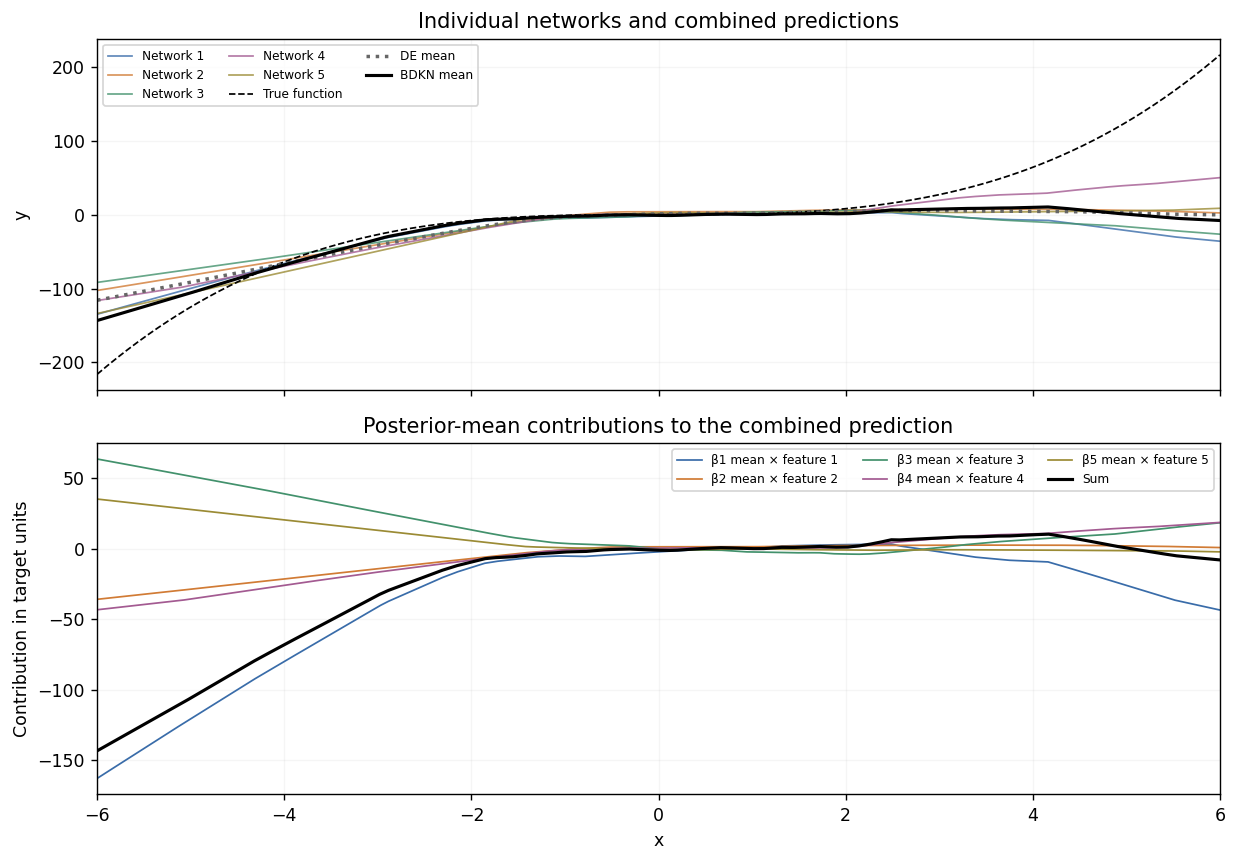 Individual networks and combined predictions
Network 1
Network 2
Network 3
Network 4
Network 5
True function
DE mean
BDKN mean
200
100
0
−100
−200
y
Posterior-mean contributions to the combined prediction
β1 mean × feature 1
β2 mean × feature 2
β3 mean × feature 3
β4 mean × feature 4
β5 mean × feature 5
Sum
50
0
−50
−100
−150
Contribution in target units
−6
−4
−2
0
2
4
6
x